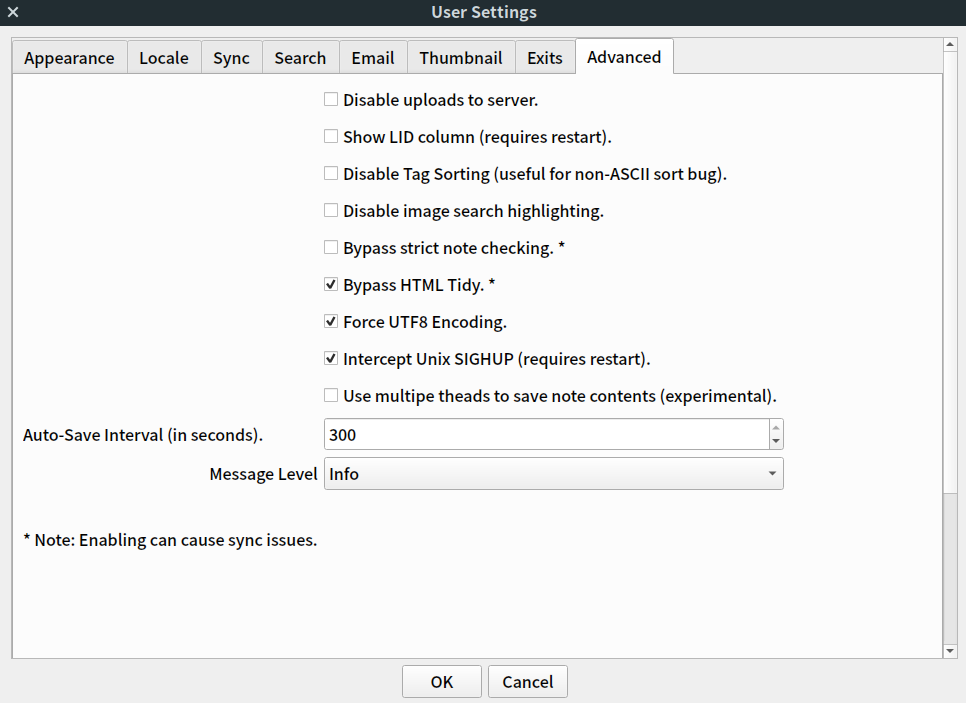 User Settings
Appearance Locale Sync Search Email Thumbnail Exits Advanced
Disable uploads to server.
Show LID column (requires restart).
Disable Tag Sorting (useful for non-ASCII sort bug).
Disable image search highlighting.
Bypass strict note checking. *
Bypass HTML Tidy. *
Force UTF8 Encoding.
Intercept Unix SIGHUP (requires restart).
Use multipe theads to save note contents (experimental).
Auto-Save Interval (in seconds). 300
Message Level Info
* Note: Enabling can cause sync issues.
OK Cancel